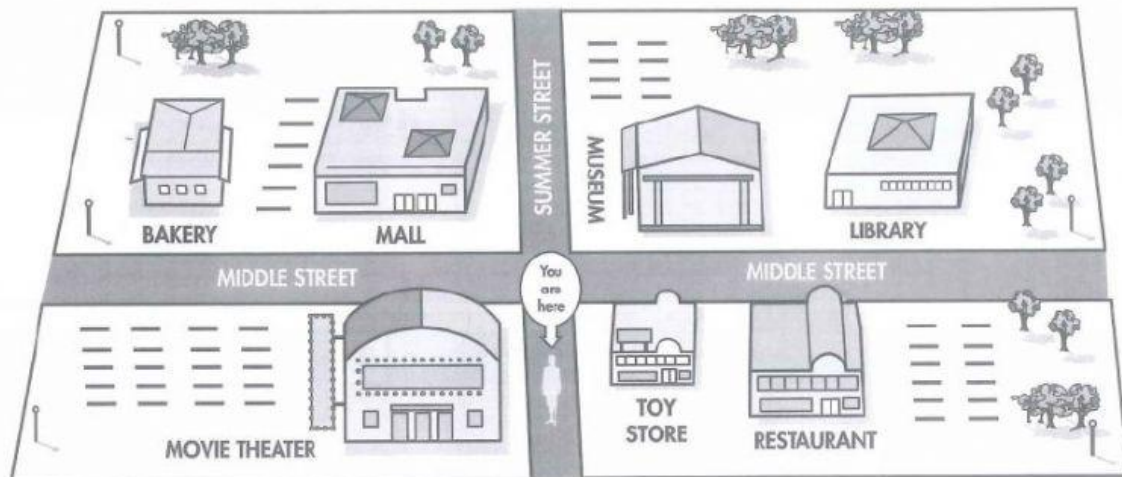 SUMMER STREET
MUSEUM
BAKERY
MALL
LIBRARY
MIDDLE STREET
You
are
here
MIDDLE STREET
MOVIE THEATER
TOY
STORE
RESTAURANT